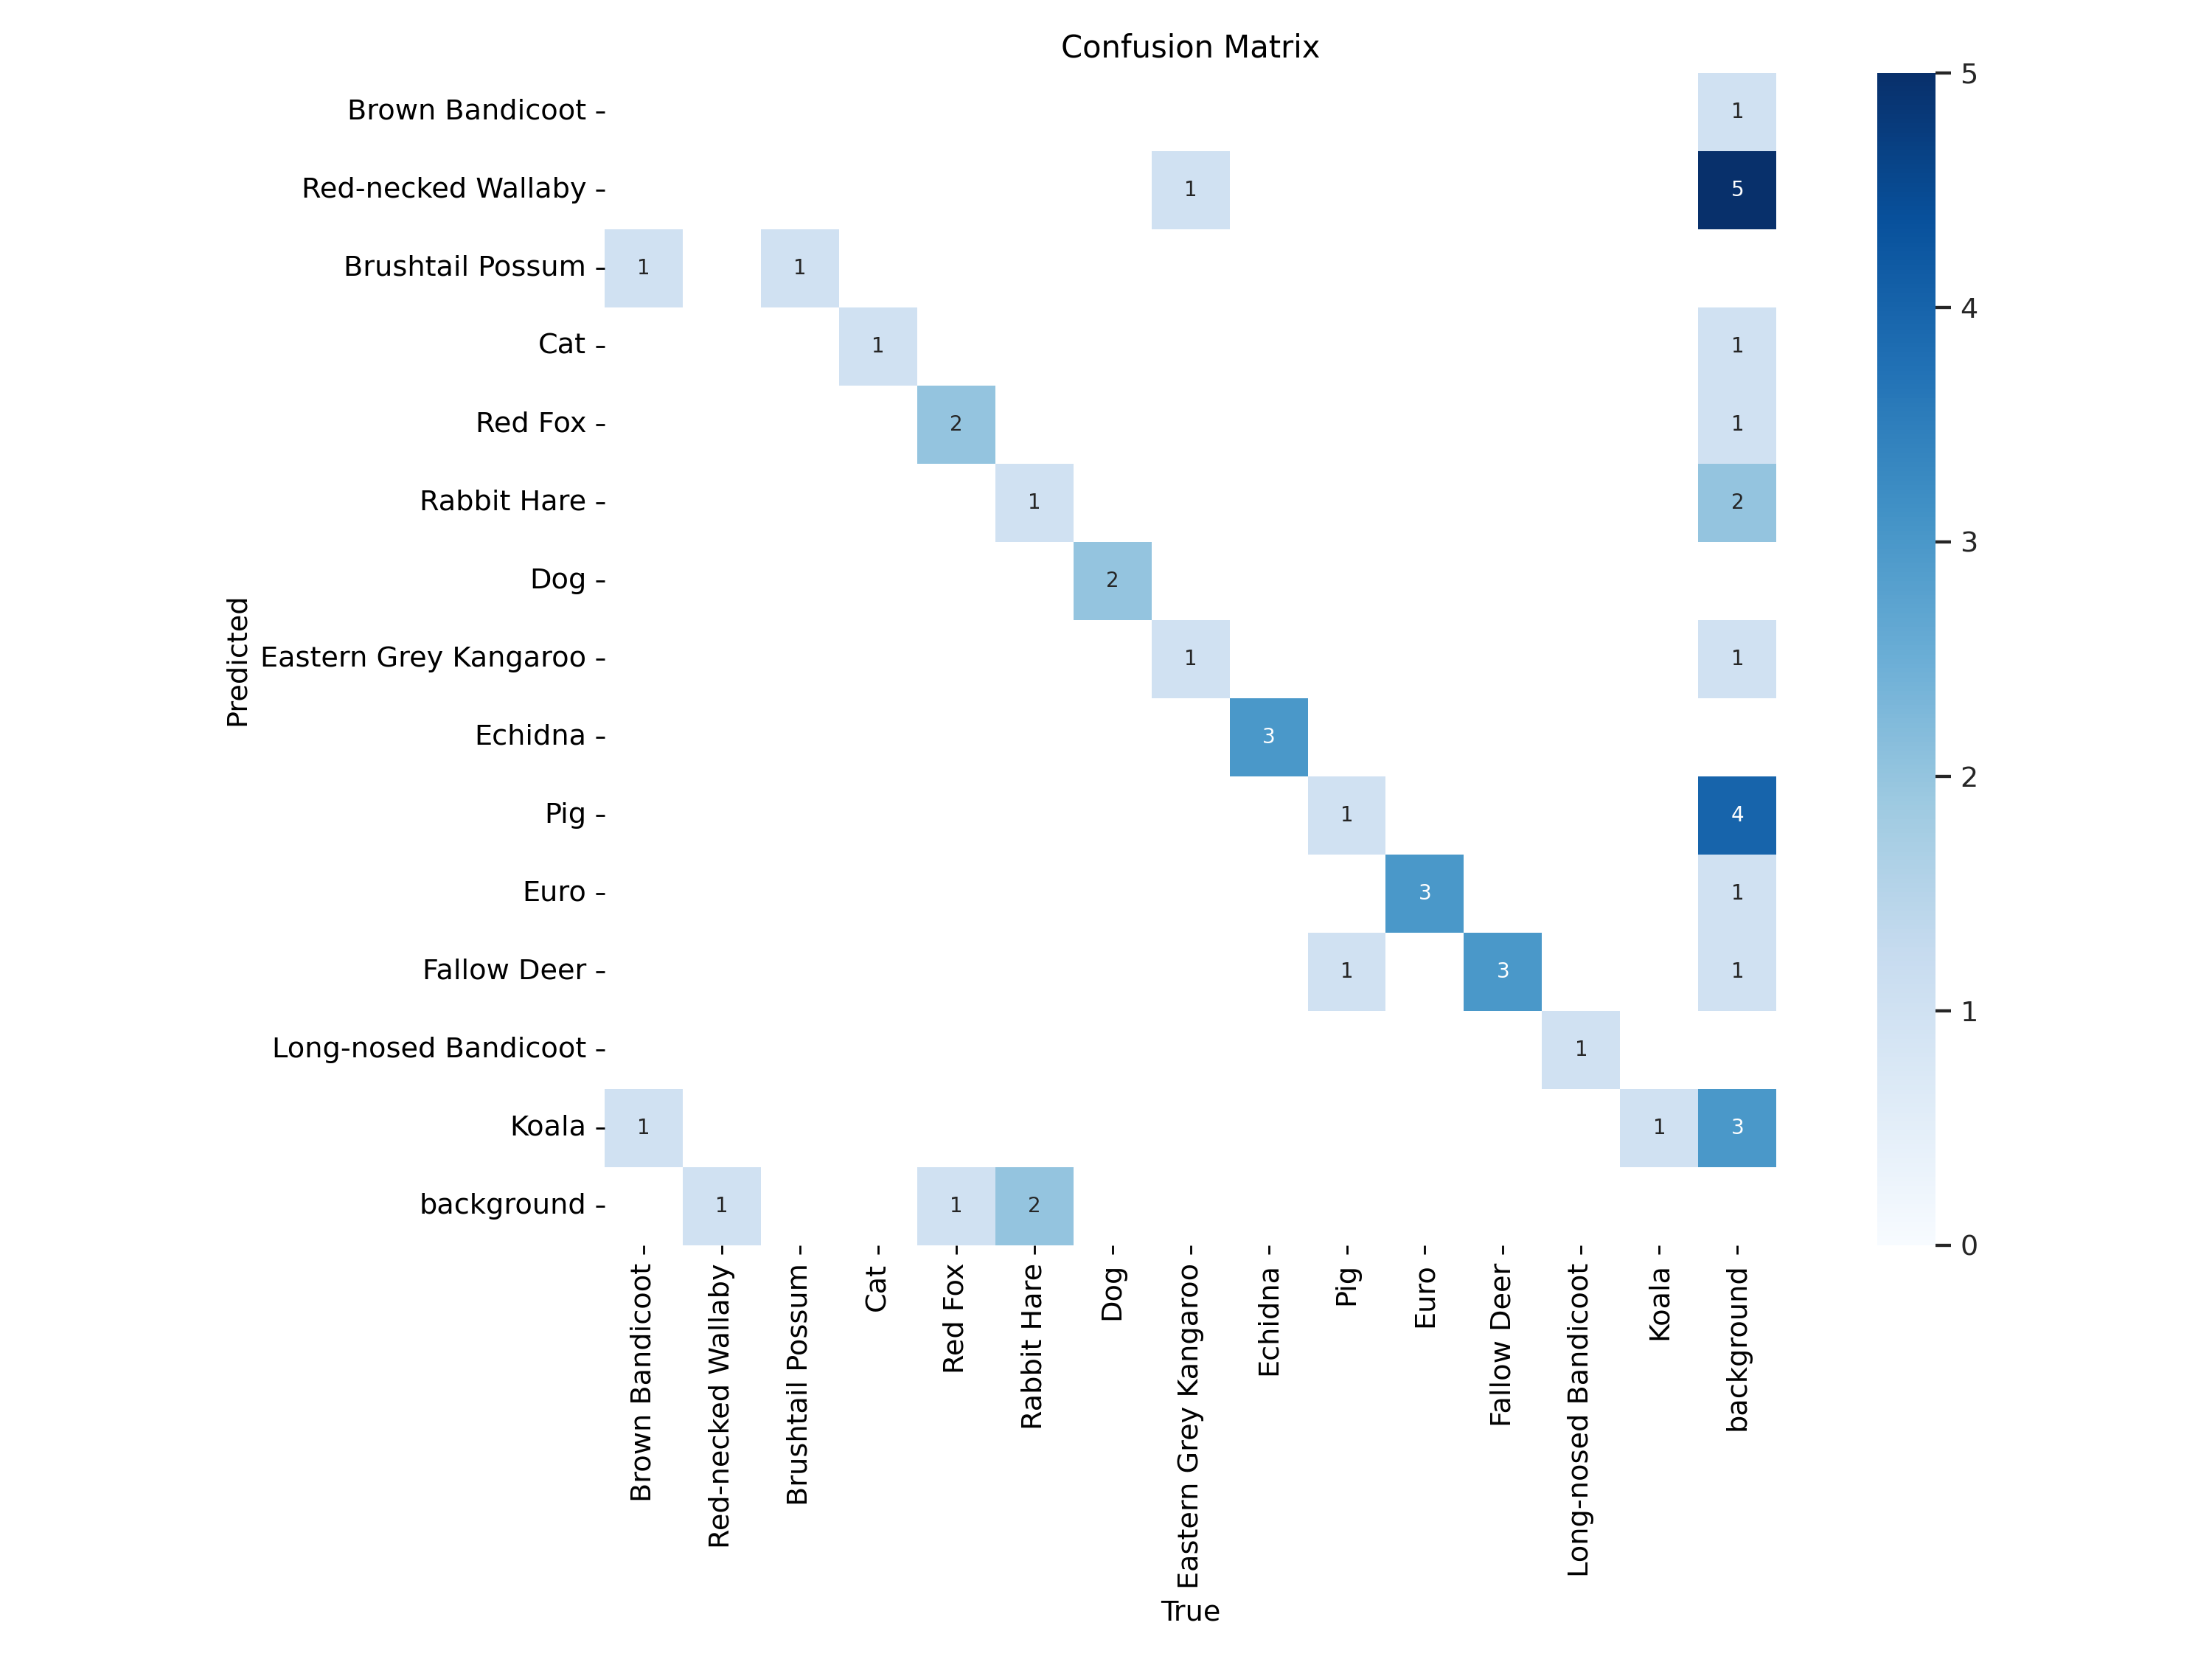 Confusion Matrix
Brown Bandicoot 1
Red-necked Wallaby 1 5
Brushtail Possum 1 1
Cat 1 1
Red Fox 2 1
Rabbit Hare 1 2
Dog 2
Eastern Grey Kangaroo 1 1
Echidna 3
Pig 1 4
Euro 3 1
Fallow Deer 1 3 1
Long-nosed Bandicoot 1
Koala 1 1 3
background 1 1 2
Predicted
Brown Bandicoot
Red-necked Wallaby
Brushtail Possum
Cat
Red Fox
Rabbit Hare
Dog
Eastern Grey Kangaroo
Echidna
Pig
Euro
Fallow Deer
Long-nosed Bandicoot
Koala
background
True
5
4
3
2
1
0